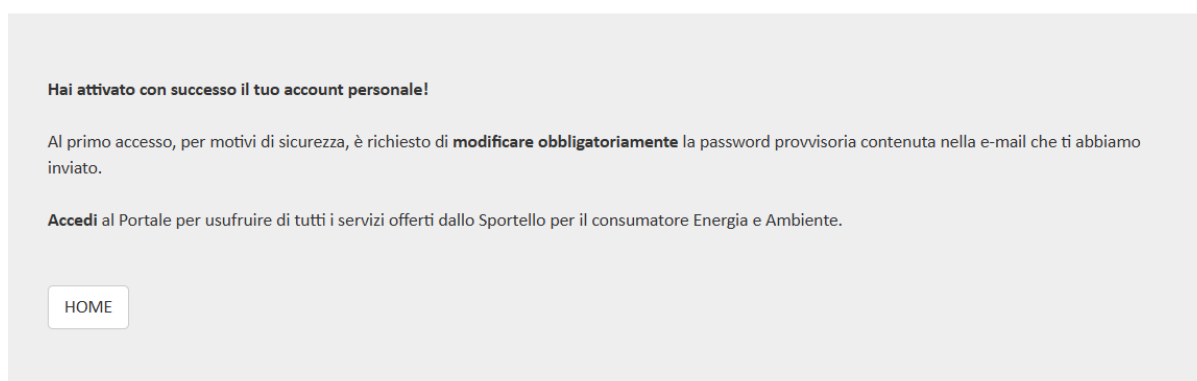 Hai attivato con successo il tuo account personale!
Al primo accesso, per motivi di sicurezza, è richiesto di modificare obbligatoriamente la password provvisoria contenuta nella e-mail che ti abbiamo
inviato.
Accedi al Portale per usufruire di tutti i servizi offerti dallo Sportello per il consumatore Energia e Ambiente.
HOME